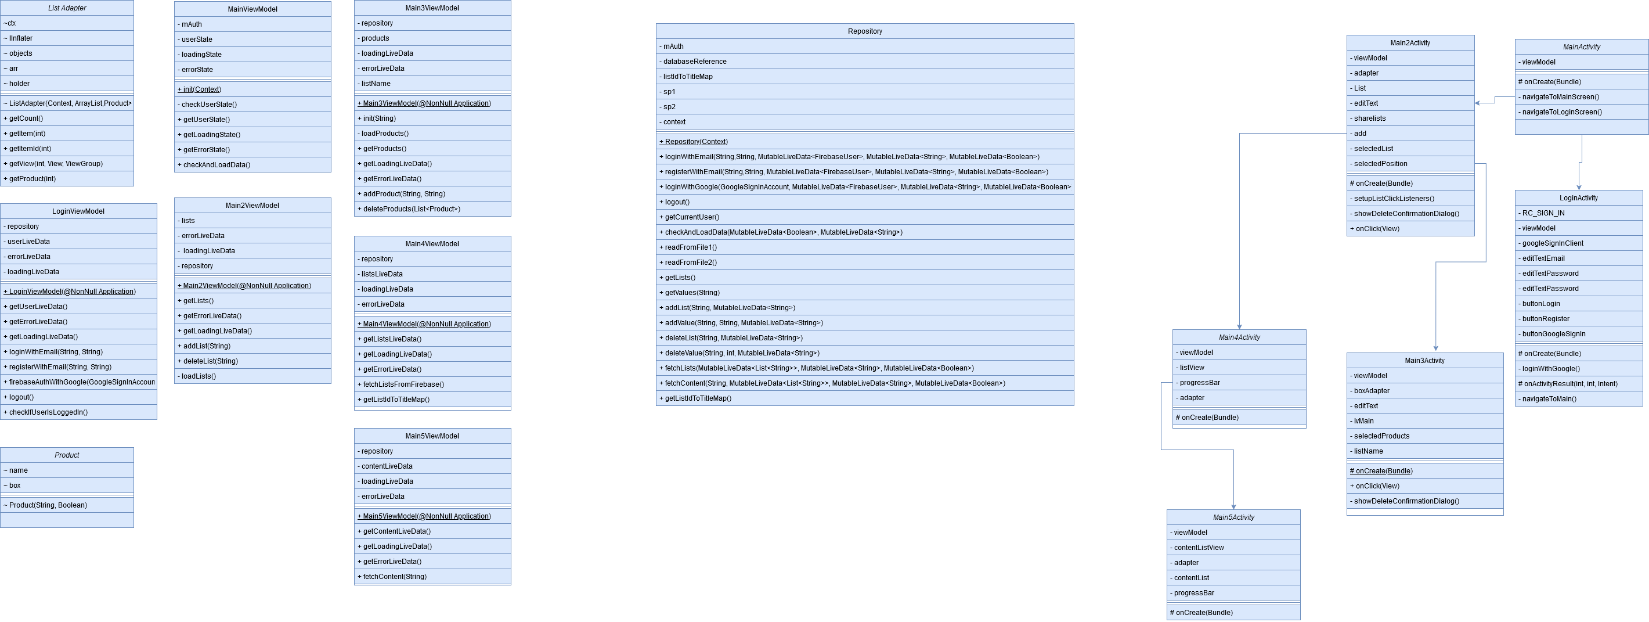 List Adapter
~ctx
~ lInflater
~ objects
~ arr
~ holder
~ ListAdapter(Context, ArrayList.Product>
+ getCount()
+ getItem(int)
+ getItemId(int)
+ getView(int, View, ViewGroup)
+ getProduct(int)
LoginViewModel
- repository
- userLiveData
- errorLiveData
- loadingLiveData
+ LoginViewModel(@NonNull Application)
+ getUserLiveData()
+ getErrorLiveData()
+ getLoadingLiveData()
+ loginWithEmail(String, String)
+ registerWithEmail(String, String)
+ firebaseAuthWithGoogle(GoogleSignInAccoun
+ logout()
+ checkIfUserIsLoggedIn()
Product
~ name
~ box
~ Product(String, Boolean)
MainViewModel
- mAuth
- userState
- loadingState
- errorState
+ init(Context)
- checkUserState()
+ getUserState()
+ getLoadingState()
+ getErrorState()
+ checkAndLoadData()
Main2ViewModel
- lists
- errorLiveData
- loadingLiveData
- repository
+ Main2ViewModel(@NonNull Application)
+ getLists()
+ getErrorLiveData()
+ getLoadingLiveData()
+ addList(String)
+ deleteList(String)
- loadLists()
Main3ViewModel
- repository
- products
- loadingLiveData
- errorLiveData
- listName
+ Main3ViewModel(@NonNull Application)
+ init(String)
- loadProducts()
+ getProducts()
+ getLoadingLiveData()
+ getErrorLiveData()
+ addProduct(String, String)
+ deleteProducts(List<Product>)
Main4ViewModel
- repository
- listsLiveData
- loadingLiveData
- errorLiveData
+ Main4ViewModel(@NonNull Application)
+ getListsLiveData()
+ getLoadingLiveData()
+ getErrorLiveData()
+ fetchListsFromFirebase()
+ getListIdToTitleMap()
Main5ViewModel
- repository
- contentLiveData
- loadingLiveData
- errorLiveData
+ Main5ViewModel(@NonNull Application)
+ getContentLiveData()
+ getLoadingLiveData()
+ getErrorLiveData()
+ fetchContent(String)
Repository
- mAuth
- databaseReference
- listIdToTitleMap
- sp1
- sp2
- context
+ Repository(Context)
+ loginWithEmail(String,String, MutableLiveData<FirebaseUser>, MutableLiveData<String>, MutableLiveData<Boolean>)
+ registerWithEmail(String,String, MutableLiveData<FirebaseUser>, MutableLiveData<String>, MutableLiveData<Boolean>)
+ loginWithGoogle(GoogleSignInAccount, MutableLiveData<FirebaseUser>, MutableLiveData<String>, MutableLiveData<Boolean>
+ logout()
+ getCurrentUser()
+ checkAndLoadData(MutableLiveData<Boolean>, MutableLiveData<String>)
+ readFromFile1()
+ readFromFile2()
+ getLists()
+ getValues(String)
+ addList(String, MutableLiveData<String>)
+ addValue(String, String, MutableLiveData<String>)
+ deleteList(String, MutableLiveData<String>)
+ deleteValue(String, int, MutableLiveData<String>)
+ fetchLists(MutableLiveData<List<String>>, MutableLiveData<String>, MutableLiveData<Boolean>)
+ fetchContent(String, MutableLiveData<List<String>>, MutableLiveData<String>, MutableLiveData<Boolean>)
+ getListIdToTitleMap()
Main2Activity
- viewModel
- adapter
- List
- editText
- sharelists
- add
- selectedList
- selectedPosition
# onCreate(Bundle)
- setupListClickListeners()
- showDeleteConfirmationDialog()
+ onClick(View)
MainActivity
- viewModel
# onCreate(Bundle)
- navigateToMainScreen()
- navigateToLoginScreen()
LoginActivity
- RC_SIGN_IN
- viewModel
- googleSignInClient
- editTextEmail
- editTextPassword
- editTextPassword
- buttonLogin
- buttonRegister
- buttonGoogleSignIn
# onCreate(Bundle)
- loginWithGoogle()
# onActivityResult(int, int, Intent)
- navigateToMain()
Main4Activity
- viewModel
- listView
- progressBar
- adapter
# onCreate(Bundle)
Main3Activity
- viewModel
- boxAdapter
- editText
- lvMain
- selectedProducts
- listName
# onCreate(Bundle)
+ onClick(View)
- showDeleteConfirmationDialog()
Main5Activity
- viewModel
- contentListView
- adapter
- contentList
- progressBar
# onCreate(Bundle)